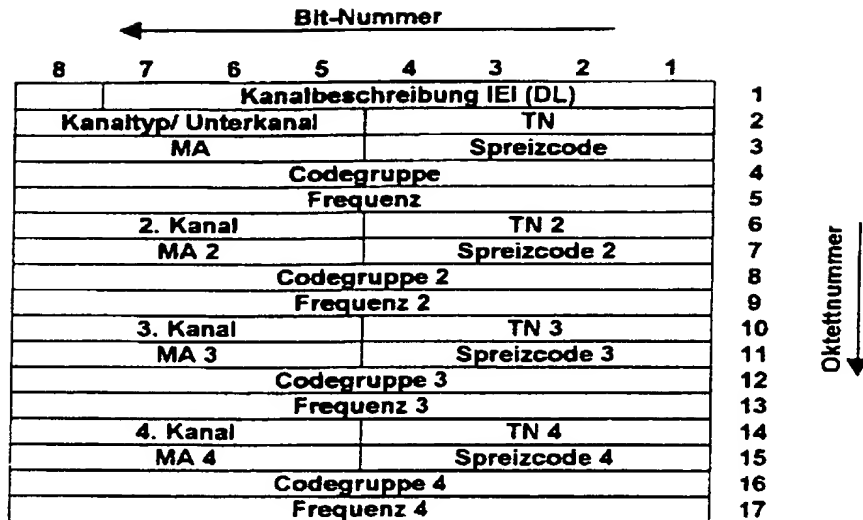 Bit-Nummer
8 7 6 5 4 3 2 1
Kanalbeschreibung IEI (DL) 1
Kanaltyp/ Unterkanal TN 2
MA Spreizcode 3
Codegruppe 4
Frequenz 5
2. Kanal TN 2 6
MA 2 Spreizcode 2 7
Codegruppe 2 8
Frequenz 2 9
3. Kanal TN 3 10
MA 3 Spreizcode 3 11
Codegruppe 3 12
Frequenz 3 13
4. Kanal TN 4 14
MA 4 Spreizcode 4 15
Codegruppe 4 16
Frequenz 4 17
Oktettnummer